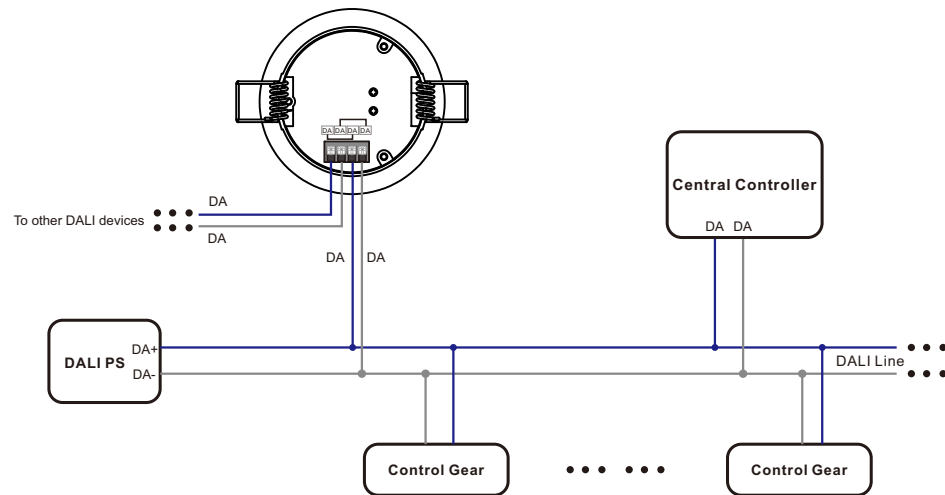 DA DA DA DA
Central Controller
DA
To other DALI devices
DA
DA DA
DA DA
DALI PS
DA+
DA-
DALI Line
Control Gear
Control Gear